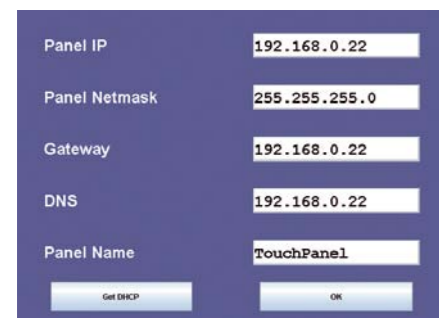 Panel IP 192.168.0.22
Panel Netmask 255.255.255.0
Gateway 192.168.0.22
DNS 192.168.0.22
Panel Name TouchPanel
Get DHCP OK